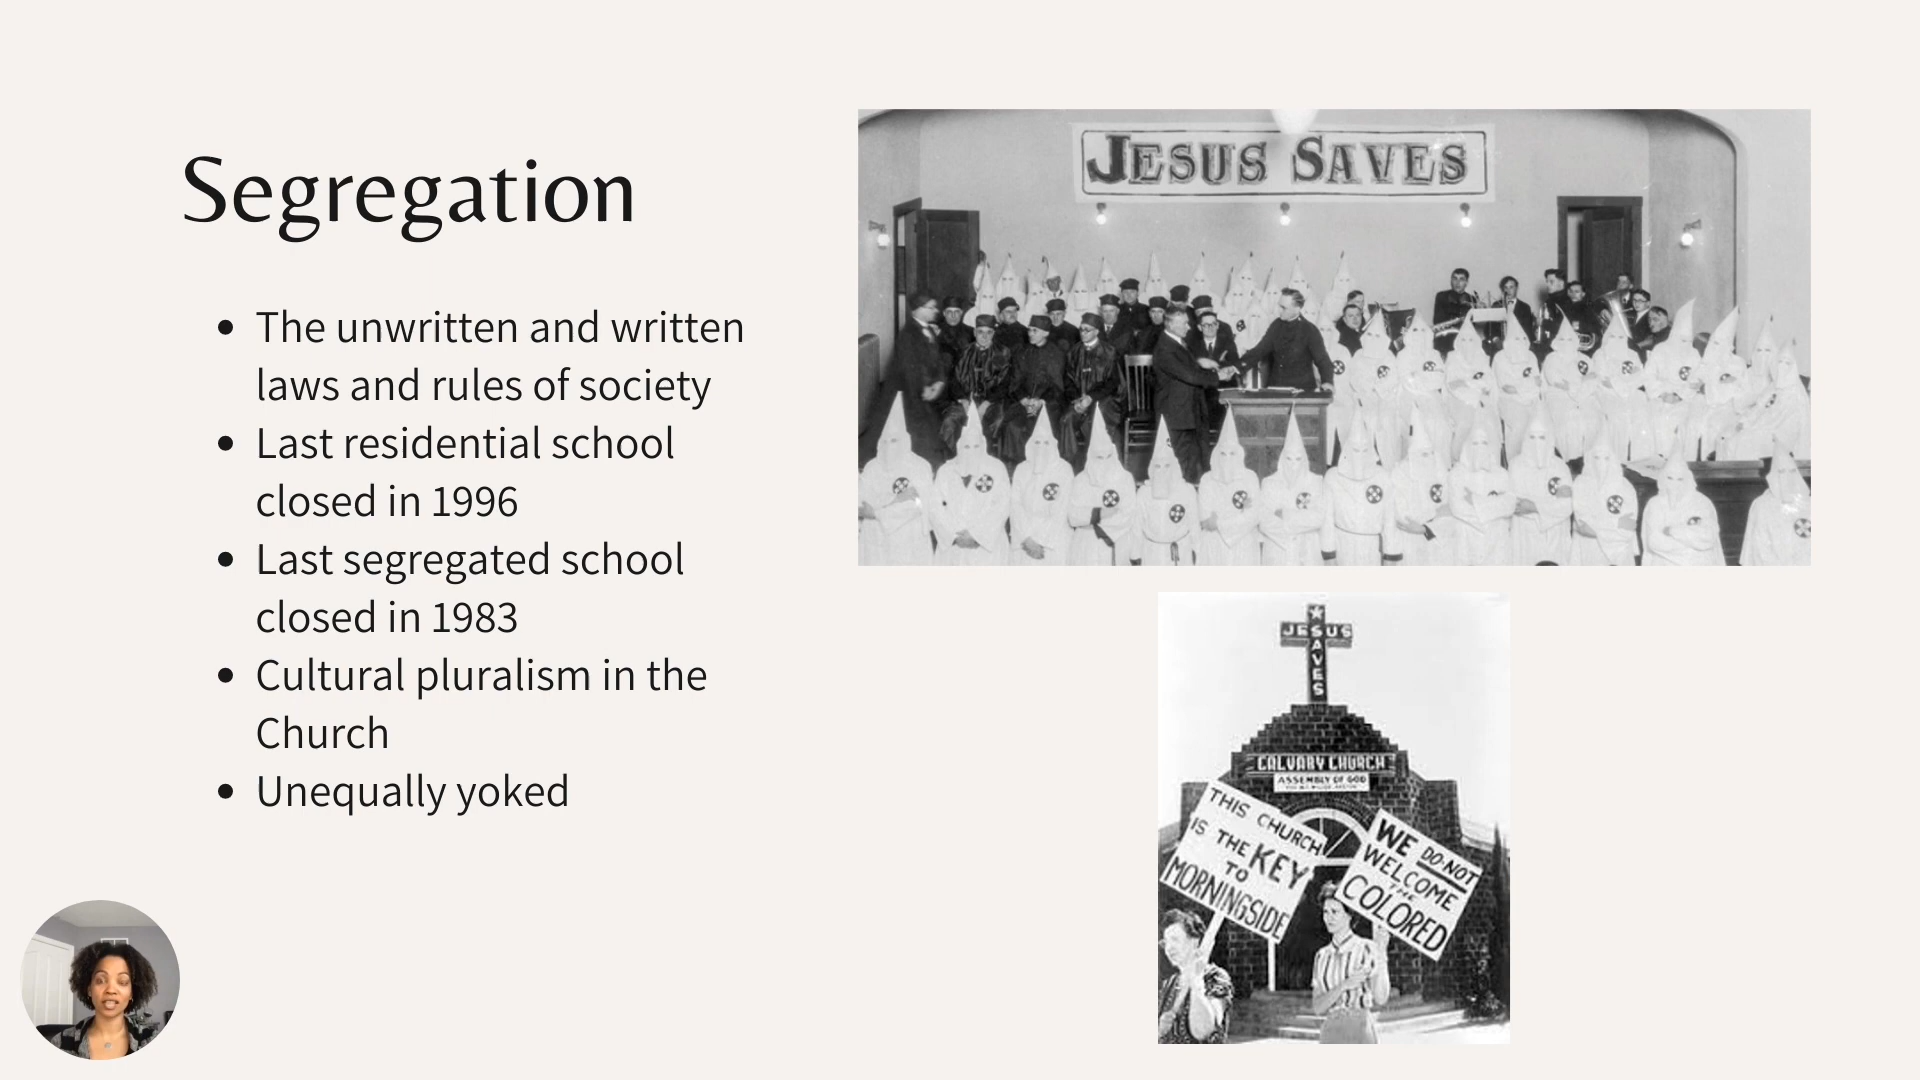 Segregation
The unwritten and written
laws and rules of society
Last residential school
closed in 1996
Last segregated school
closed in 1983
Cultural pluralism in the
Church
Unequally yoked
JESUS SAVES
JESUS
SAVES
CALVARY CHURCH
ASSEMBLY OF GOD
THIS CHURCH
IS THE KEY
TO
MORNINGSIDE
WE DO NOT
WELCOME
THE
COLORED